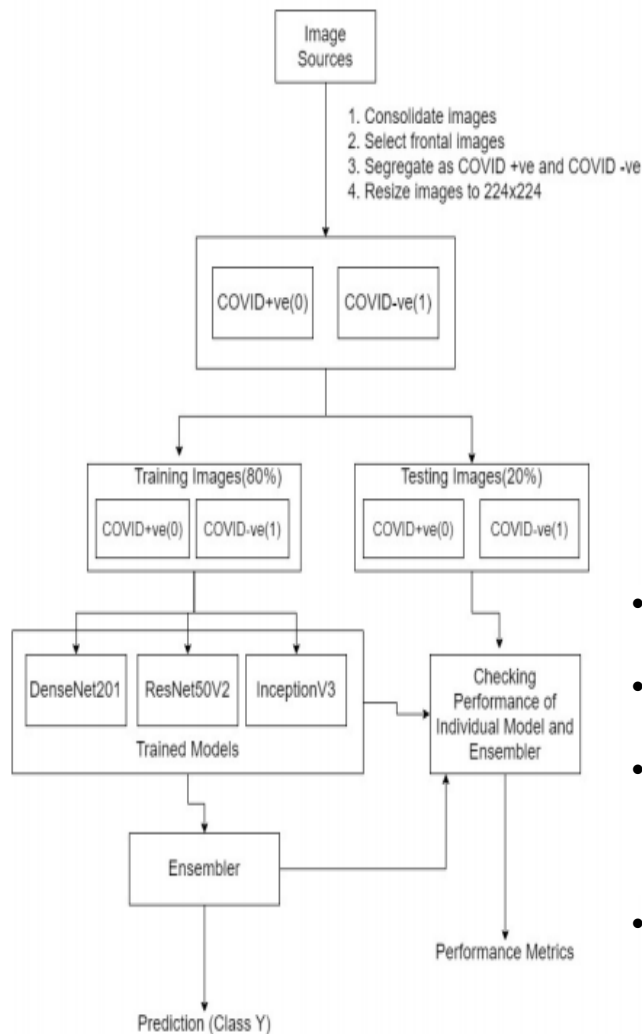 Image
Sources
1. Consolidate images
2. Select frontal images
3. Segregate as COVID +ve and COVID -ve
4. Resize images to 224x224
COVID+ve(0)
COVID-ve(1)
Training Images(80%)
COVID+ve(0)
COVID-ve(1)
Testing Images(20%)
COVID+ve(0)
COVID-ve(1)
DenseNet201
ResNet50V2
InceptionV3
Trained Models
Checking
Performance of
Individual Model and
Ensembler
Ensembler
Performance Metrics
Prediction (Class Y)